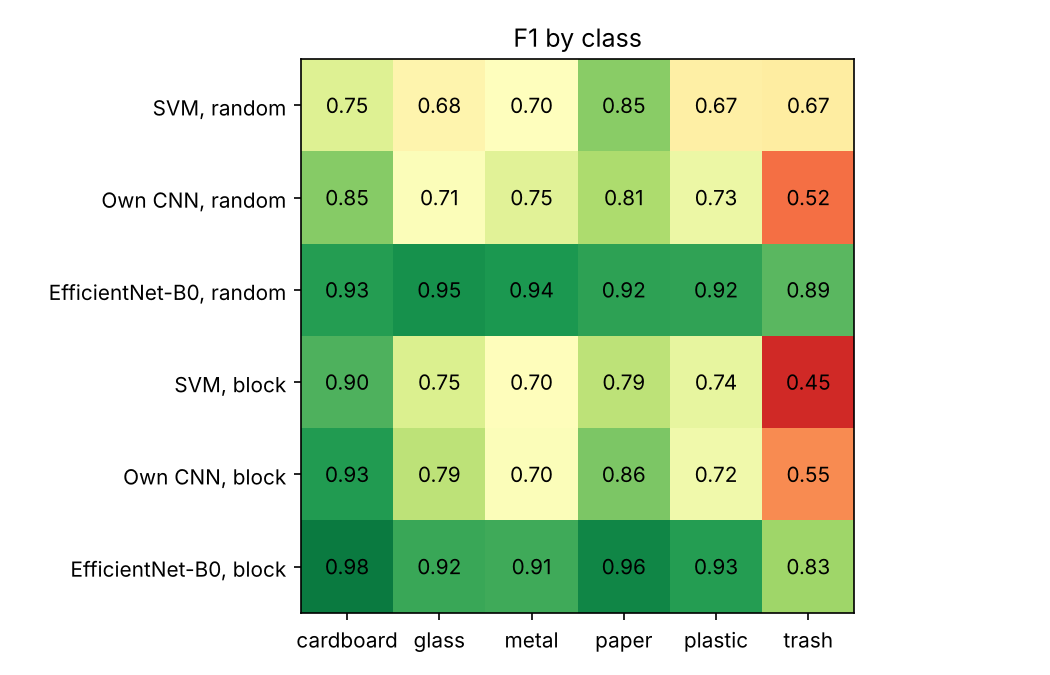 F1 by class
SVM, random 0.75 0.68 0.70 0.85 0.67 0.67
Own CNN, random 0.85 0.71 0.75 0.81 0.73 0.52
EfficientNet-B0, random 0.93 0.95 0.94 0.92 0.92 0.89
SVM, block 0.90 0.75 0.70 0.79 0.74 0.45
Own CNN, block 0.93 0.79 0.70 0.86 0.72 0.55
EfficientNet-B0, block 0.98 0.92 0.91 0.96 0.93 0.83
cardboard glass metal paper plastic trash